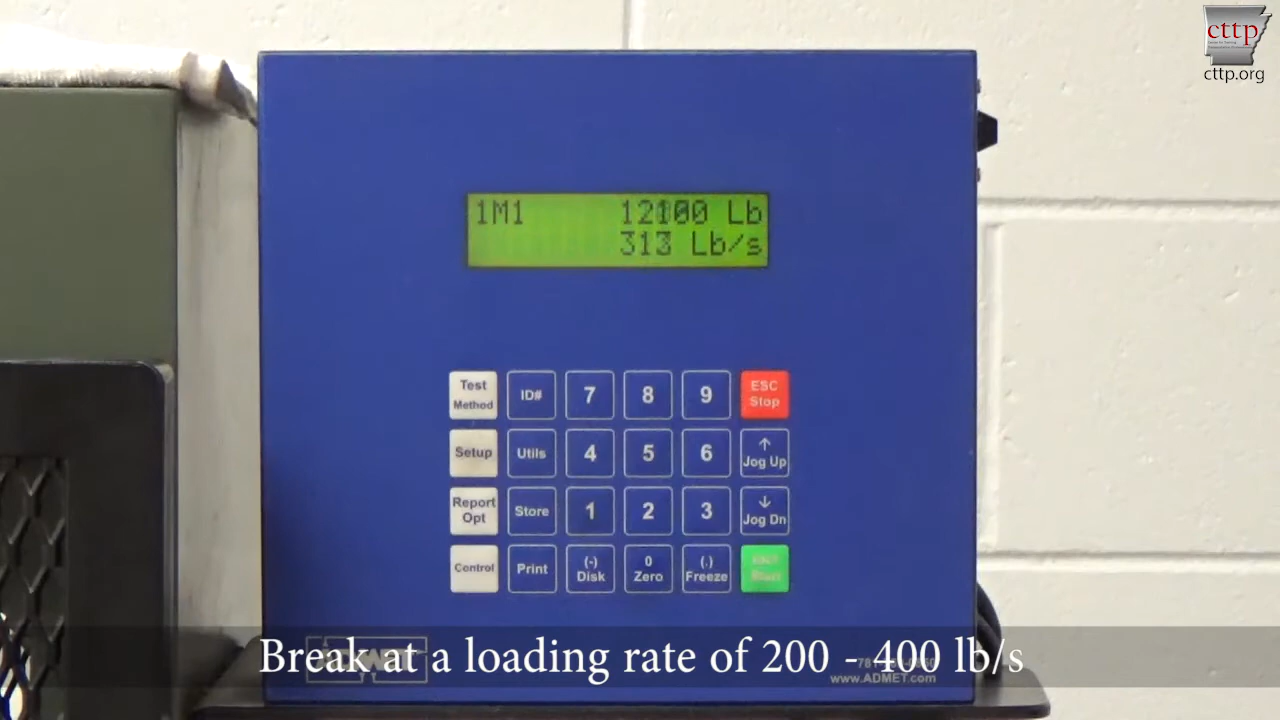 cttp
cttp.org
1M1 12100 Lb
313 Lb/s
Test Method
ID#
7
8
9
ESC Stop
Setup
Utils
4
5
6
↑ Jog Up
Report Opt
Store
1
2
3
↓ Jog Dn
Control
Print
(-) Disk
0 Zero
(.) Freeze
Start
Break at a loading rate of 200 - 400 lb/s
www.ADMET.com